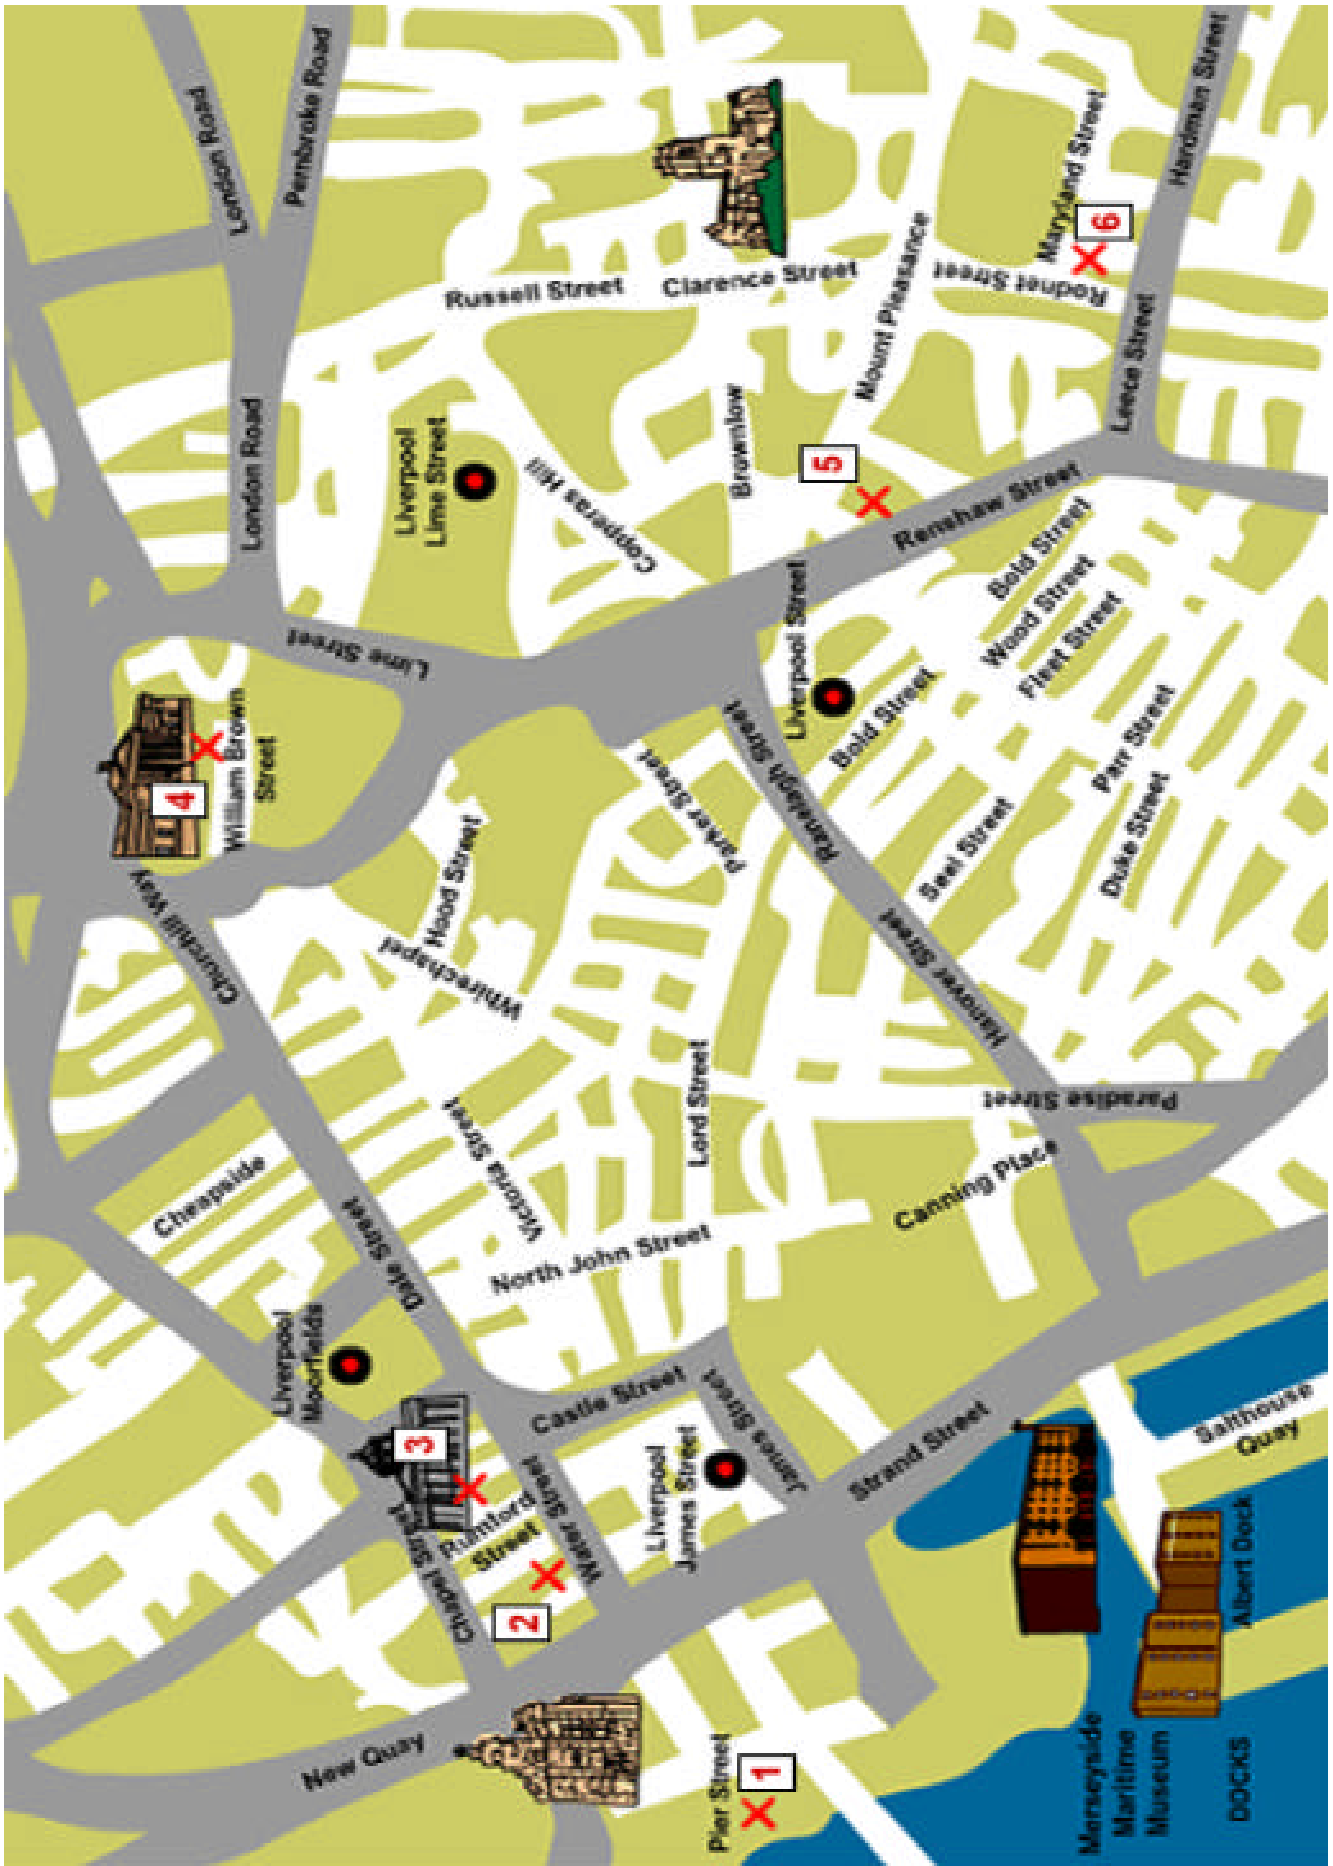 London Road
Pembroke Road
London Road
Liverpool
Lime Street
Lime Street
Copperas Hill
Russell Street
Clarence Street
Mount Pleasance
Brownlow
Maryland Street
Rodnet Street
Hardman Street
Leece Street
Renshaw Street
6
5
4
William Brown
Street
Churchill Way
Hood Street
Whirechapel
Parker Street
Ranelagh Street
Liverpool Street
Bold Street
Bold Street
Wood Street
Fleet Street
Parr Street
Duke Street
Seel Street
Hanover Street
Paradise Street
Canning Place
Lord Street
Victoria Street
North John Street
Cheapside
Dale Street
Liverpool
Moorfields
3
Castle Street
James Street
Liverpool
James Street
Water Street
Rumford
Street
Chapel Street
2
Strand Street
New Quay
Pier Street
1
Salthouse
Quay
Albert Dock
Merseyside
Maritime
Museum
DOCKS